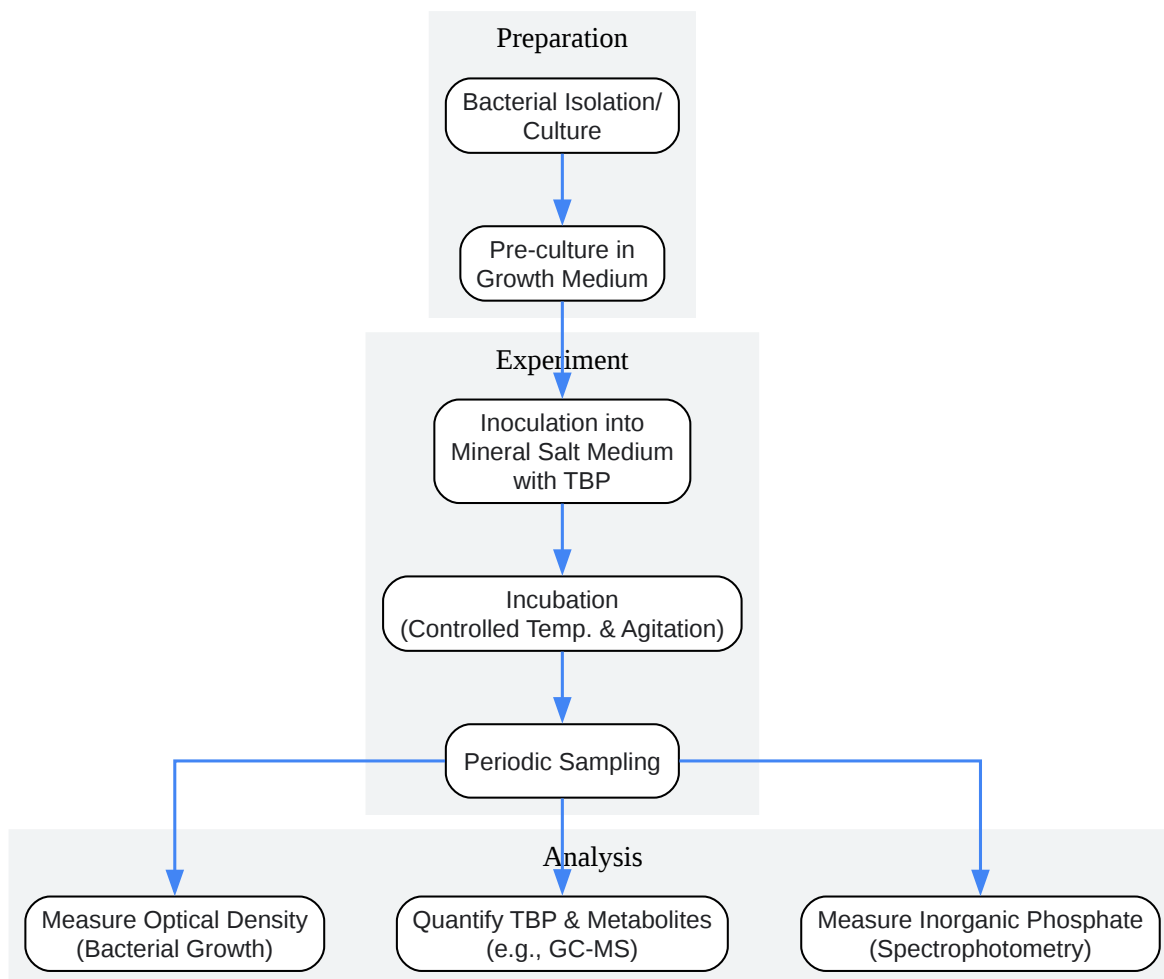 Preparation
Bacterial Isolation/
Culture
Pre-culture in
Growth Medium
Experiment
Inoculation into
Mineral Salt Medium
with TBP
Incubation
(Controlled Temp. & Agitation)
Periodic Sampling
Analysis
Measure Optical Density
(Bacterial Growth)
Quantify TBP & Metabolites
(e.g., GC-MS)
Measure Inorganic Phosphate
(Spectrophotometry)